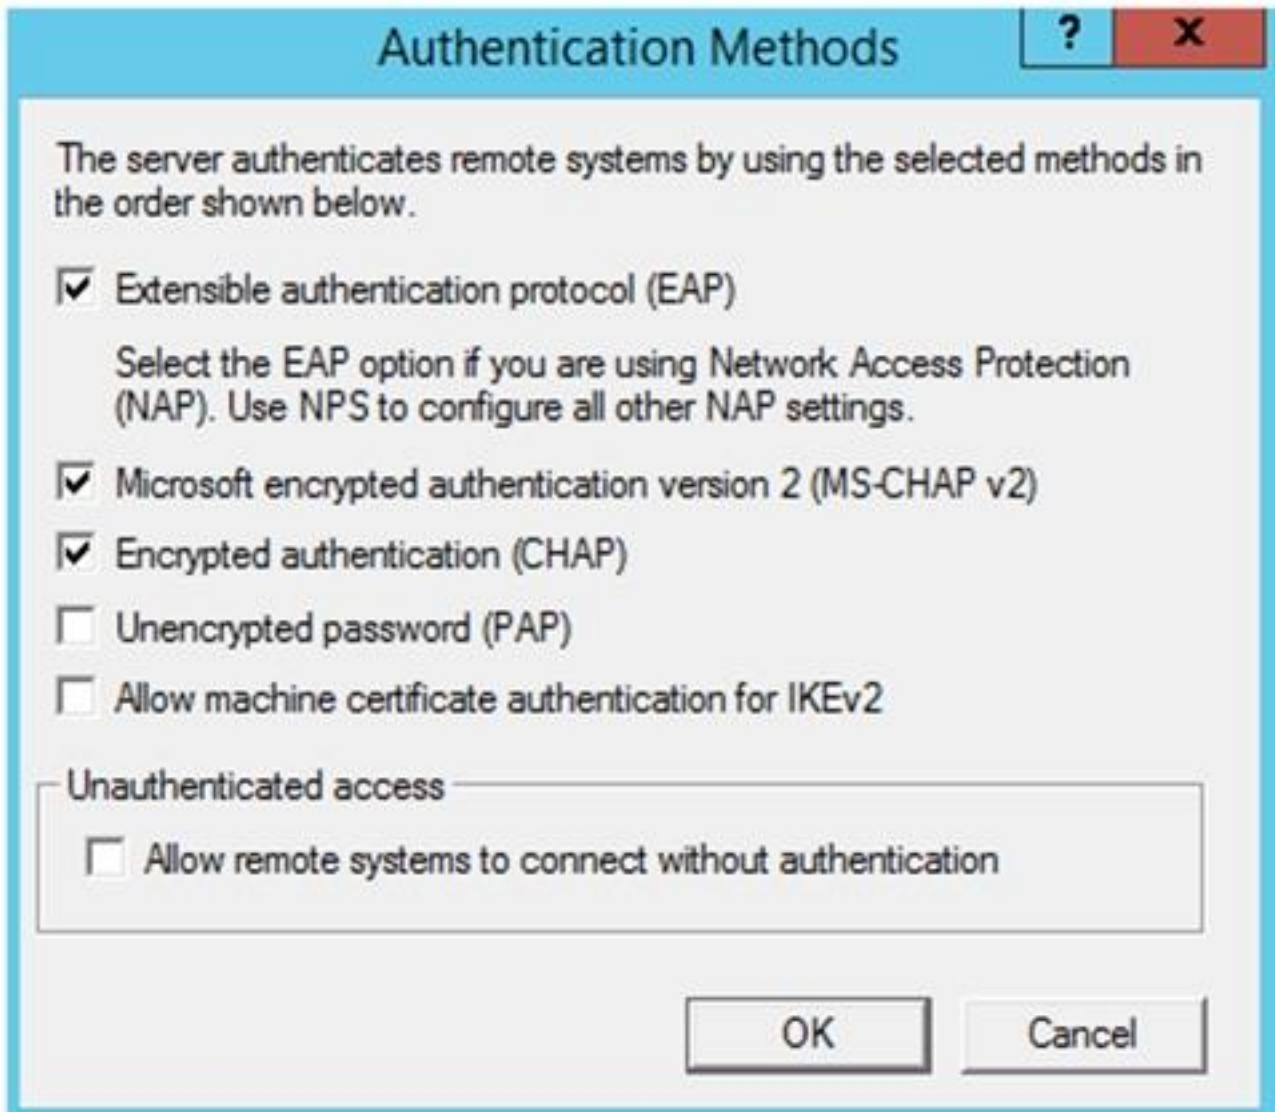 Authentication Methods
? x
The server authenticates remote systems by using the selected methods in
the order shown below.
Extensible authentication protocol (EAP)
Select the EAP option if you are using Network Access Protection
(NAP). Use NPS to configure all other NAP settings.
Microsoft encrypted authentication version 2 (MS-CHAP v2)
Encrypted authentication (CHAP)
Unencrypted password (PAP)
Allow machine certificate authentication for IKEv2
Unauthenticated access
Allow remote systems to connect without authentication
OK Cancel